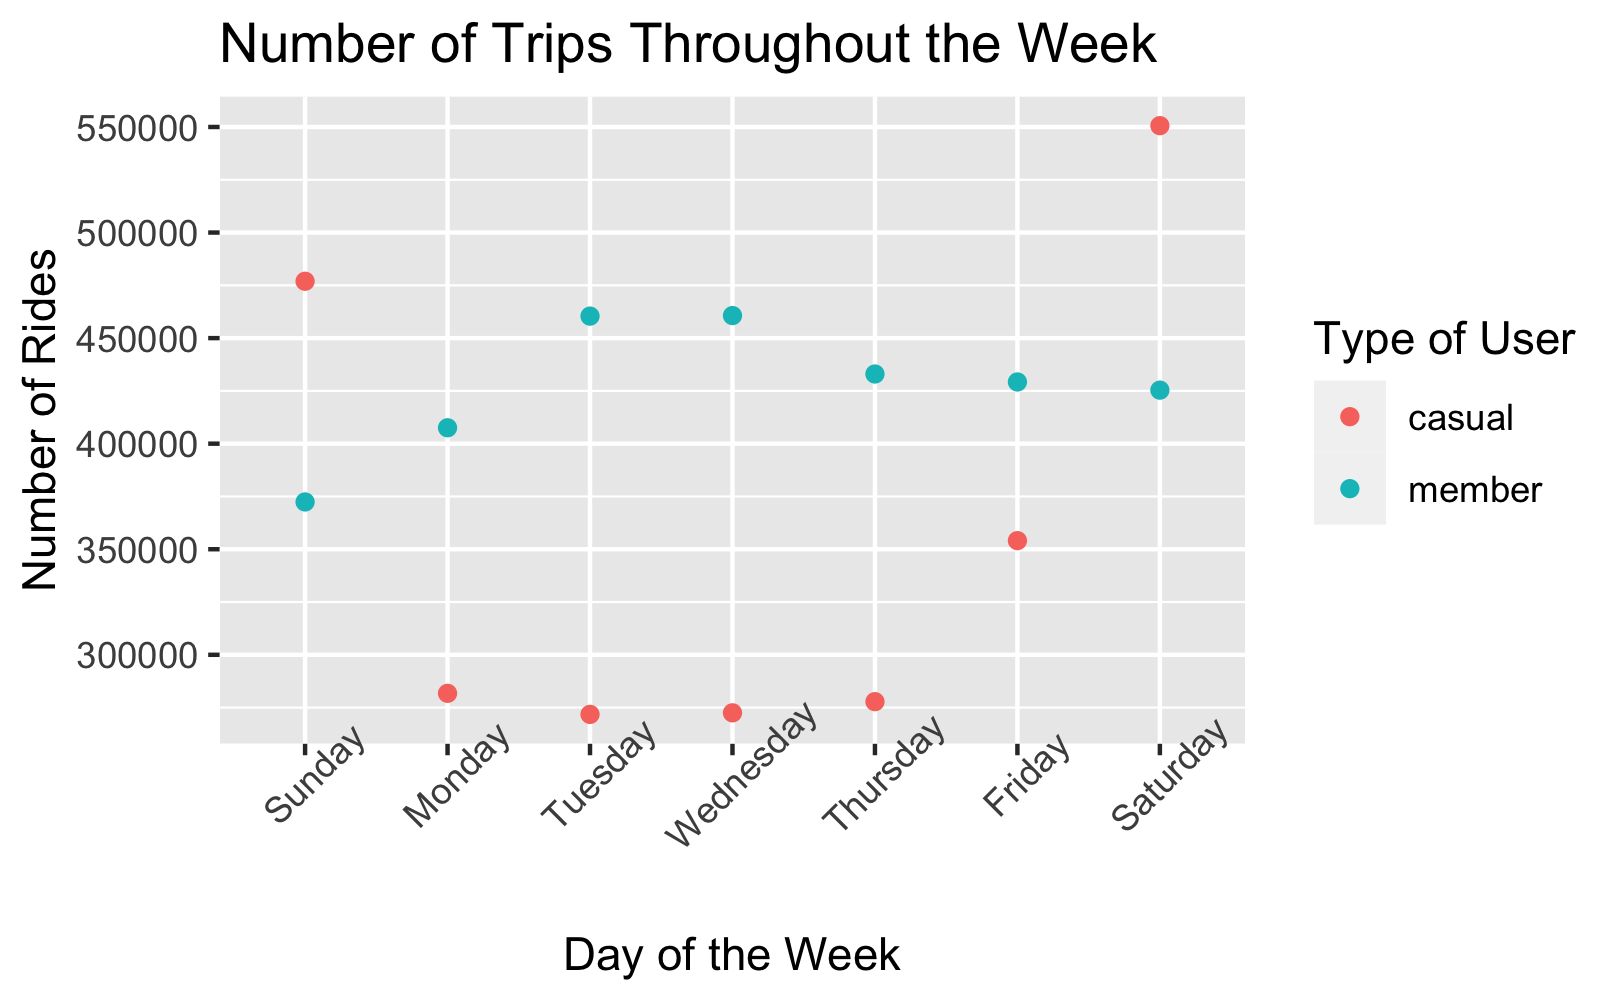 Number of Trips Throughout the Week
Number of Rides
550000
500000
450000
400000
350000
300000
Sunday
Monday
Tuesday
Wednesday
Thursday
Friday
Saturday
Day of the Week
Type of User
casual
member